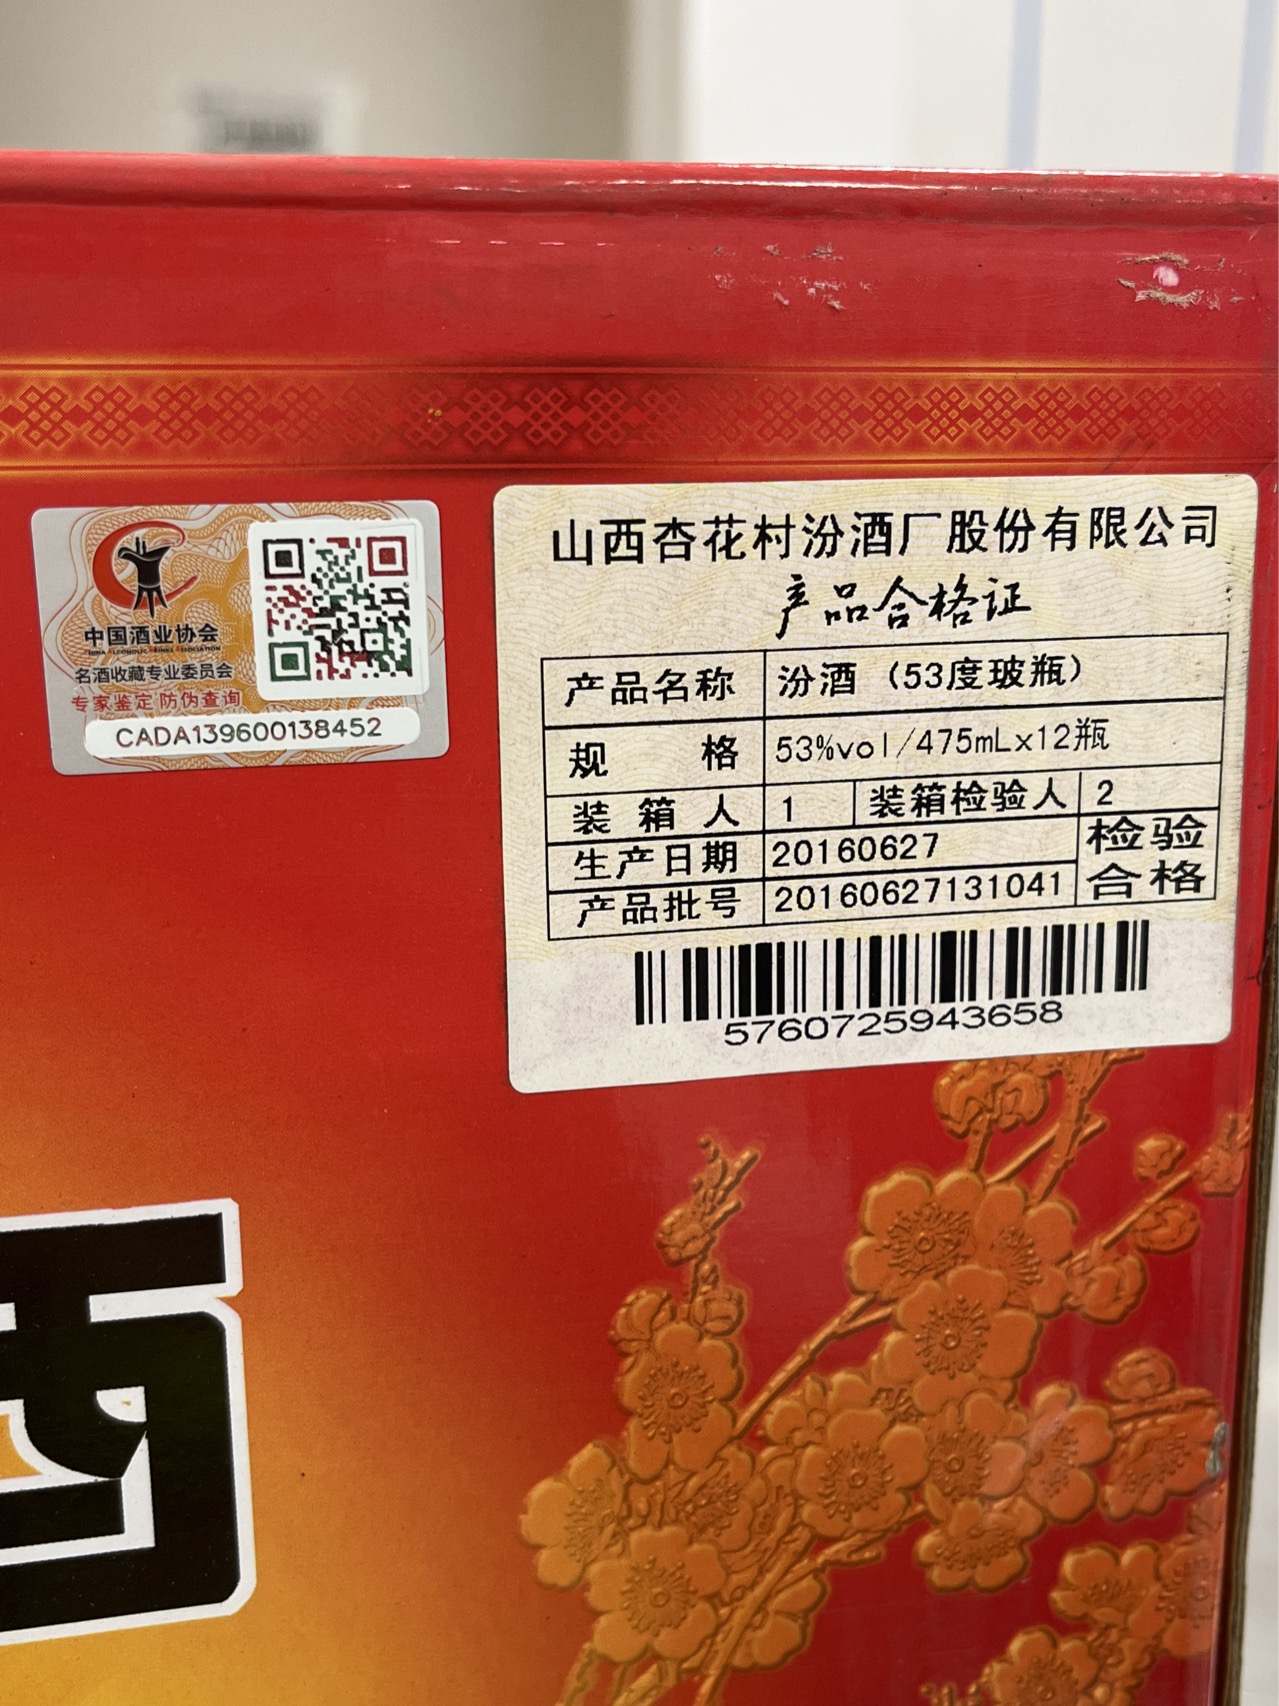 中国酒业协会
CHINA ALCOHOLIC DRINKS ASSOCIATION
名酒收藏专业委员会
专家鉴定 防伪查询
CADA139600138452
山西杏花村汾酒厂股份有限公司
产品合格证
产品名称 汾酒（53度玻瓶）
规 格 53%vol/475mLx12瓶
装 箱 人 1 装箱检验人 2
生产日期 20160627 检验
产品批号 20160627131041 合格
5760725943658